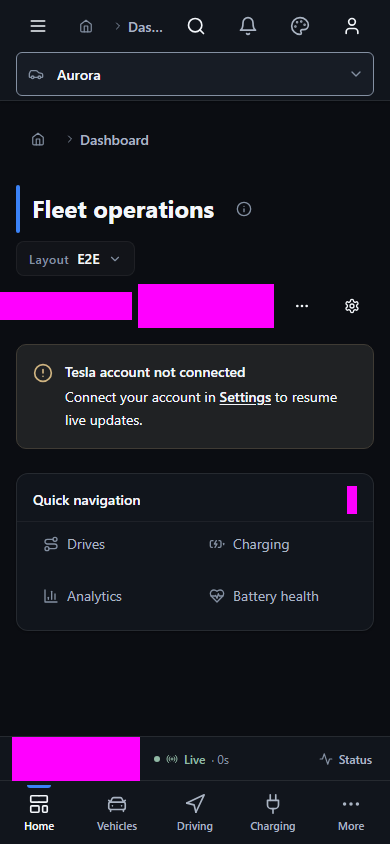 Das...
Aurora
Dashboard
Fleet operations
Layout E2E
Tesla account not connected
Connect your account in Settings to resume
live updates.
Quick navigation
Drives
Charging
Analytics
Battery health
Live · 0s
Status
Home
Vehicles
Driving
Charging
More